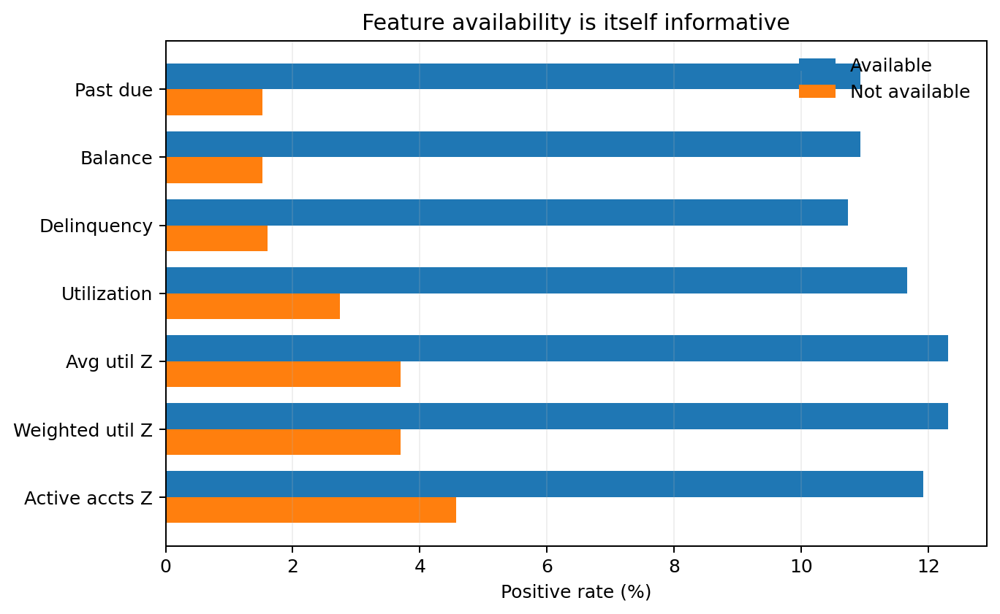 Feature availability is itself informative
Available
Not available
Past due
Balance
Delinquency
Utilization
Avg util Z
Weighted util Z
Active accts Z
0 2 4 6 8 10 12
Positive rate (%)